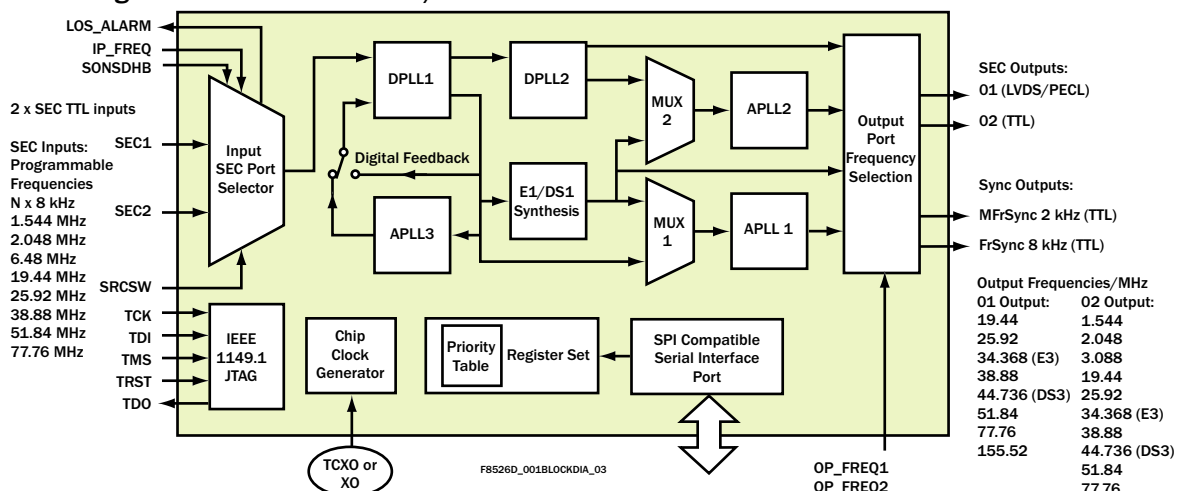 LOS_ALARM
IP_FREQ
SONSDHB
2 x SEC TTL inputs
SEC Inputs:
Programmable
Frequencies
N x 8 kHz
1.544 MHz
2.048 MHz
6.48 MHz
19.44 MHz
25.92 MHz
38.88 MHz
51.84 MHz
77.76 MHz
SEC1
SEC2
SRCSW
TCK
TDI
TMS
TRST
TDO
Input
SEC Port
Selector
DPLL1
DPLL2
Digital Feedback
APLL3
E1/DS1
Synthesis
MUX
2
MUX
1
APLL2
APLL 1
Output
Port
Frequency
Selection
IEEE
1149.1
JTAG
Chip
Clock
Generator
Priority
Table
Register Set
SPI Compatible
Serial Interface
Port
TCXO or
XO
F8526D_001BLOCKDIA_03
OP_FREQ1
OP_FREQ2
SEC Outputs:
01 (LVDS/PECL)
02 (TTL)
Sync Outputs:
MFrSync 2 kHz (TTL)
FrSync 8 kHz (TTL)
Output Frequencies/MHz
01 Output: 02 Output:
19.44 1.544
25.92 2.048
34.368 (E3) 3.088
38.88 19.44
44.736 (DS3) 25.92
51.84 34.368 (E3)
77.76 38.88
155.52 44.736 (DS3)
51.84
77.76